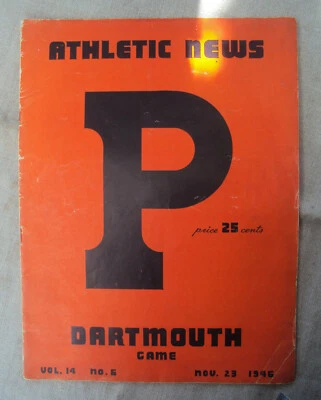 ATHLETIC NEWS
P
price 25 cents
DARTMOUTH
GAME
VOL. 14 NO. 6 NOV. 23 1946